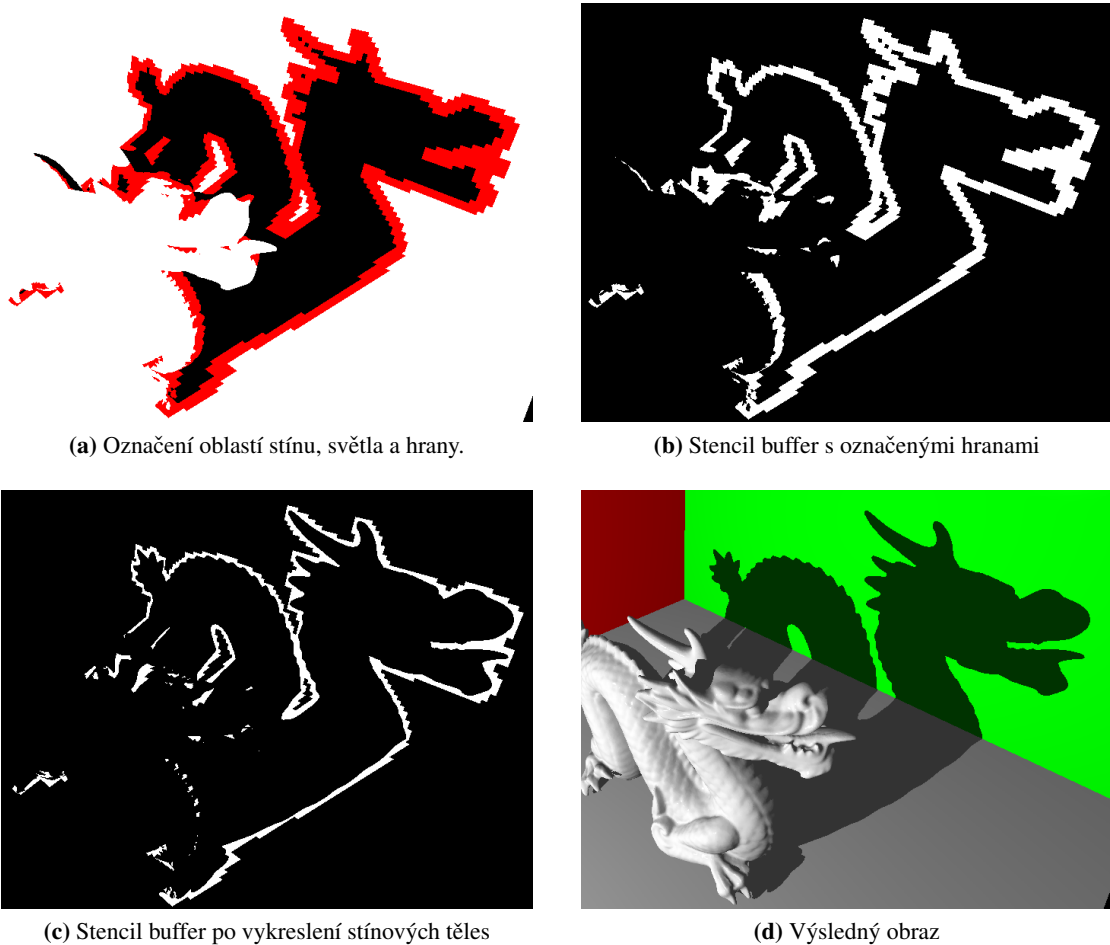 (a) Označení oblastí stínu, světla a hrany.
(b) Stencil buffer s označenými hranami
(c) Stencil buffer po vykreslení stínových těles
(d) Výsledný obraz